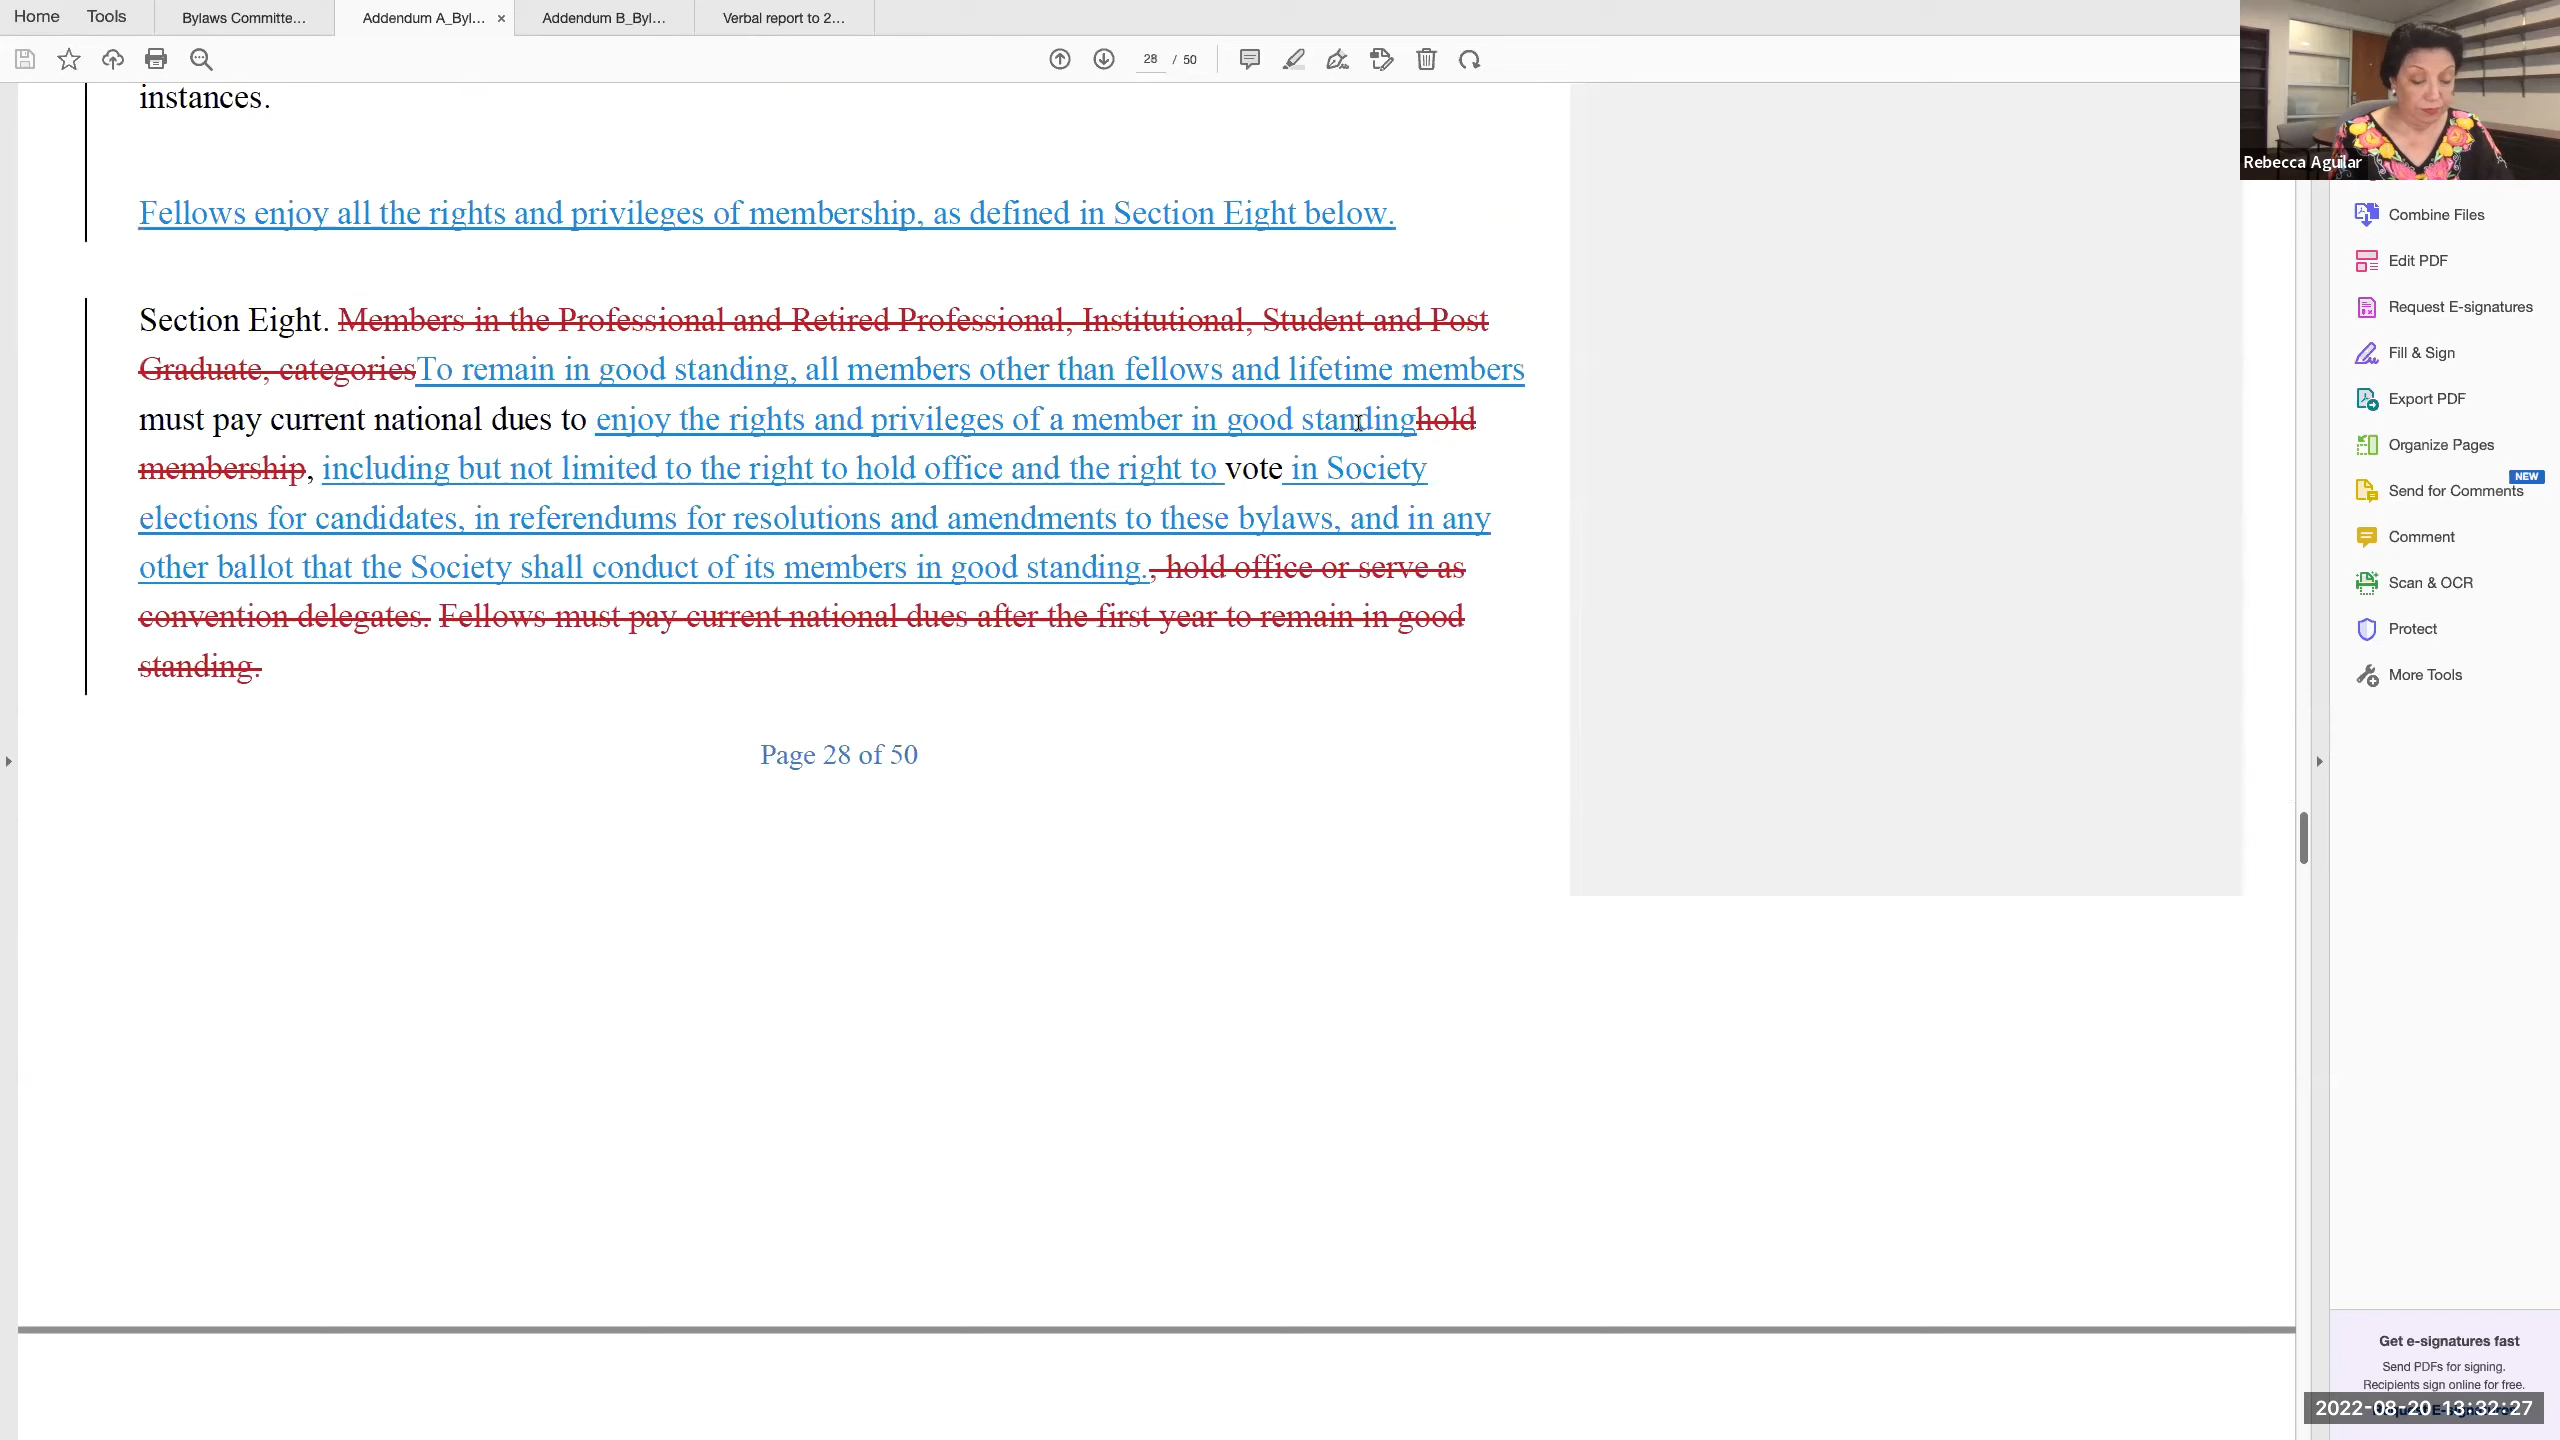 Home Tools Bylaws Committe... Addendum A_Byl... × Addendum B_Byl... Verbal report to 2...
28 / 50
instances.
Fellows enjoy all the rights and privileges of membership, as defined in Section Eight below.
Section Eight. Members in the Professional and Retired Professional, Institutional, Student and Post
Graduate, categoriesTo remain in good standing, all members other than fellows and lifetime members
must pay current national dues to enjoy the rights and privileges of a member in good standinghold
membership, including but not limited to the right to hold office and the right to vote in Society
elections for candidates, in referendums for resolutions and amendments to these bylaws, and in any
other ballot that the Society shall conduct of its members in good standing., hold office or serve as
convention delegates. Fellows must pay current national dues after the first year to remain in good
standing.
Page 28 of 50
Rebecca Aguilar
Combine Files
Edit PDF
Request E-signatures
Fill & Sign
Export PDF
Organize Pages
NEW
Send for Comments
Comment
Scan & OCR
Protect
More Tools
Get e-signatures fast
Send PDFs for signing.
Recipients sign online for free.
2022-08-20 13:32:27